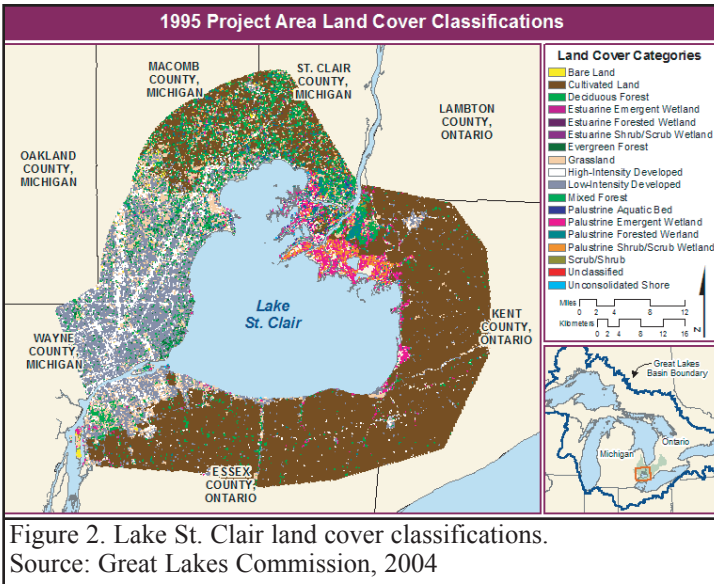 1995 Project Area Land Cover Classifications
MACOMB
COUNTY,
MICHIGAN
ST. CLAIR
COUNTY,
MICHIGAN
LAMBTON
COUNTY,
ONTARIO
OAKLAND
COUNTY,
MICHIGAN
Lake
St. Clair
WAYNE
COUNTY,
MICHIGAN
KENT
COUNTY,
ONTARIO
ESSEX
COUNTY,
ONTARIO
Land Cover Categories
Bare Land
Cultivated Land
Deciduous Forest
Estuarine Emergent Wetland
Estuarine Forested Wetland
Estuarine Shrub/Scrub Wetland
Evergreen Forest
Grassland
High-Intensity Developed
Low-Intensity Developed
Mixed Forest
Palustrine Aquatic Bed
Palustrine Emergent Wetland
Palustrine Forested Werland
Palustrine Shrub/Scrub Wetland
Scrub/Shrub
Unclassified
Unconsolidated Shore
Miles 0 2 4 8 12
Kilometers 0 2 4 8 12 16
N
Great Lakes
Basin Boundary
Michigan
Ontario
Figure 2. Lake St. Clair land cover classifications.
Source: Great Lakes Commission, 2004